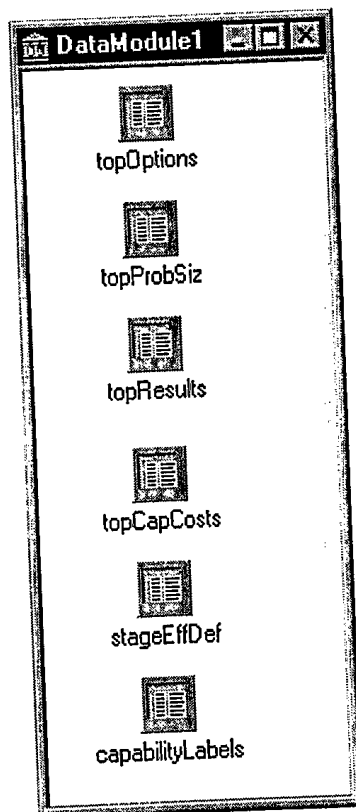 DataModule1
topOptions
topProbSiz
topResults
topCapCosts
stageEffDef
capabilityLabels